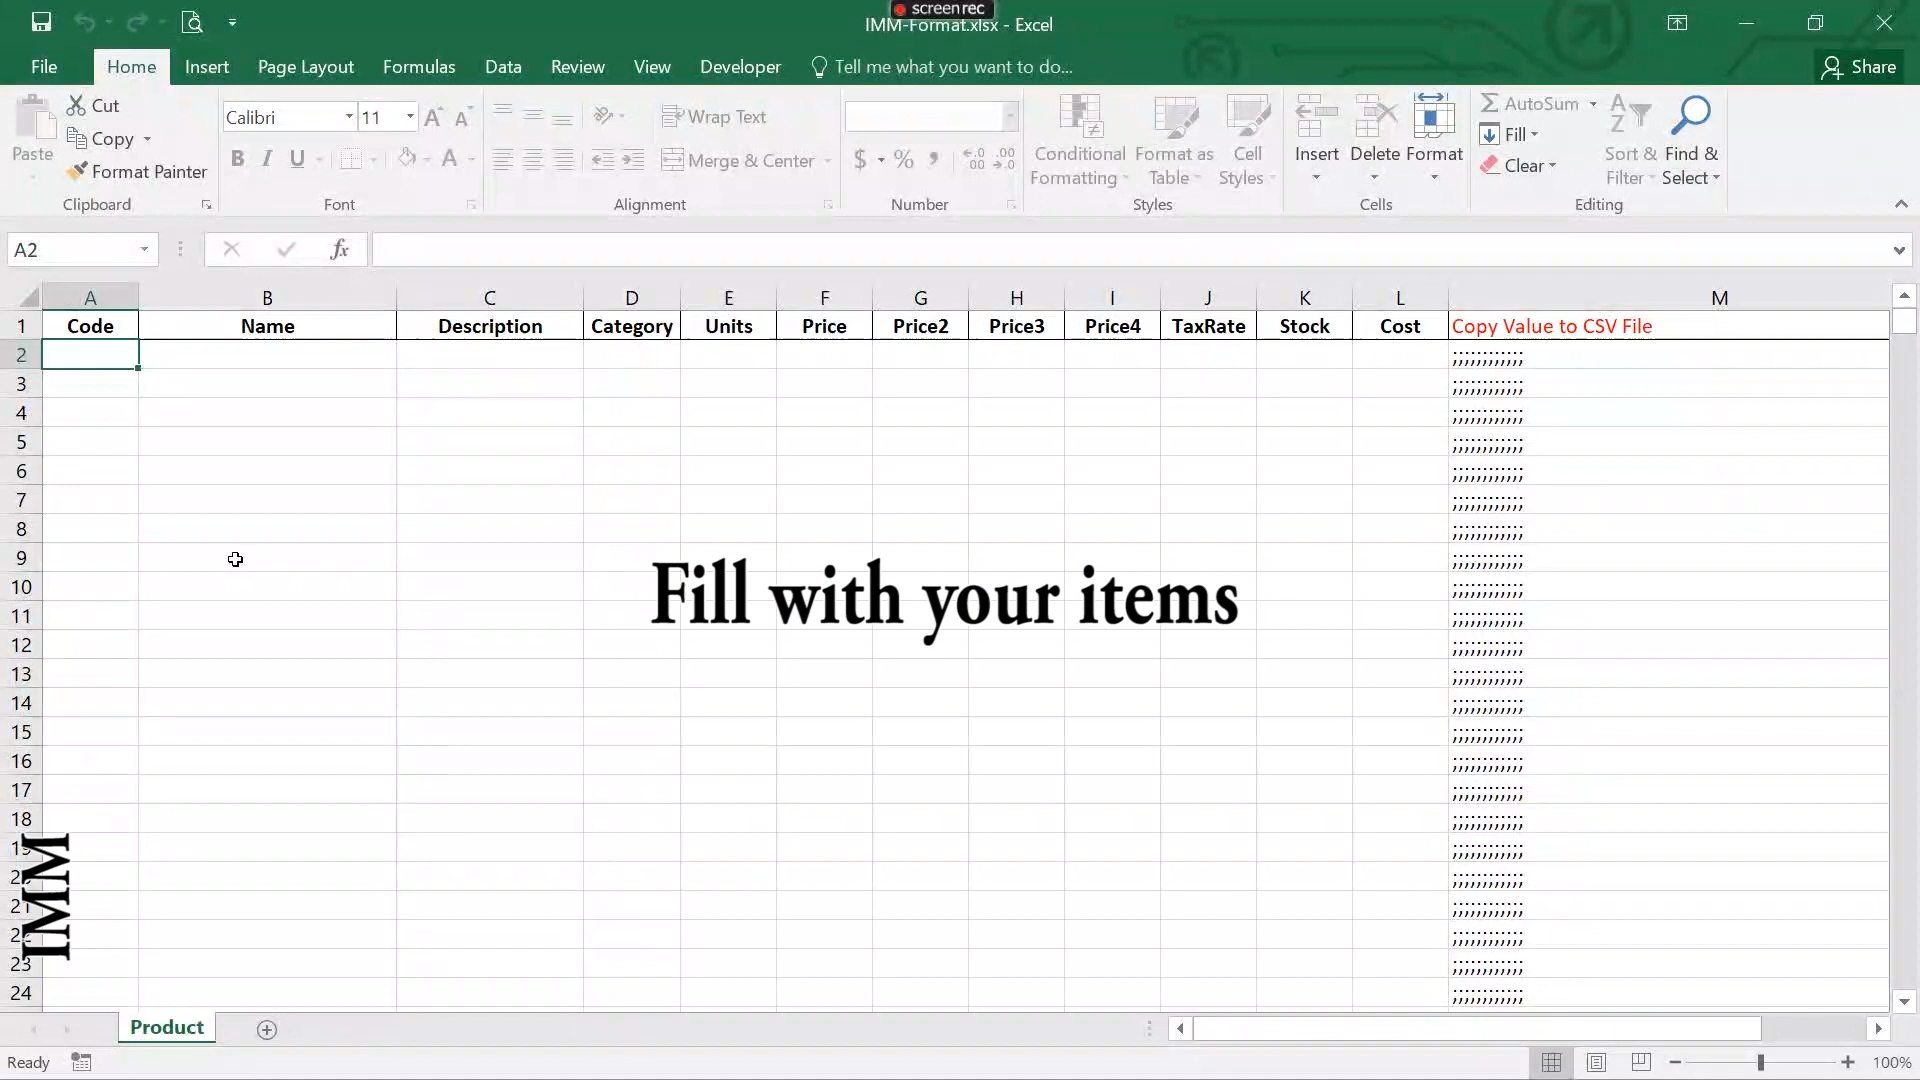 screenrec
IMM-Format.xlsx - Excel
File Home Insert Page Layout Formulas Data Review View Developer Tell me what you want to do... Share
Paste
Cut
Copy
Format Painter
Clipboard
Calibri 11
B I U A
Font
Wrap Text
Merge & Center
Alignment
$ % ,
Number
Conditional Formatting
Format as Table
Cell Styles
Styles
Insert Delete Format
Cells
AutoSum
Fill
Clear
Sort & Filter
Find & Select
Editing
A2 fx
A B C D E F G H I J K L M
1 Code Name Description Category Units Price Price2 Price3 Price4 TaxRate Stock Cost Copy Value to CSV File
2 ;;;;;;;;;;;;
3 ;;;;;;;;;;;;
4 ;;;;;;;;;;;;
5 ;;;;;;;;;;;;
6 ;;;;;;;;;;;;
7 ;;;;;;;;;;;;
8 ;;;;;;;;;;;;
9 ;;;;;;;;;;;;
10 ;;;;;;;;;;;;
Fill with your items
11 ;;;;;;;;;;;;
12 ;;;;;;;;;;;;
13 ;;;;;;;;;;;;
14 ;;;;;;;;;;;;
15 ;;;;;;;;;;;;
16 ;;;;;;;;;;;;
17 ;;;;;;;;;;;;
18 ;;;;;;;;;;;;
19 ;;;;;;;;;;;;
20 ;;;;;;;;;;;;
21 ;;;;;;;;;;;;
22 ;;;;;;;;;;;;
23 ;;;;;;;;;;;;
24 ;;;;;;;;;;;;
IMM
Product
Ready 100%